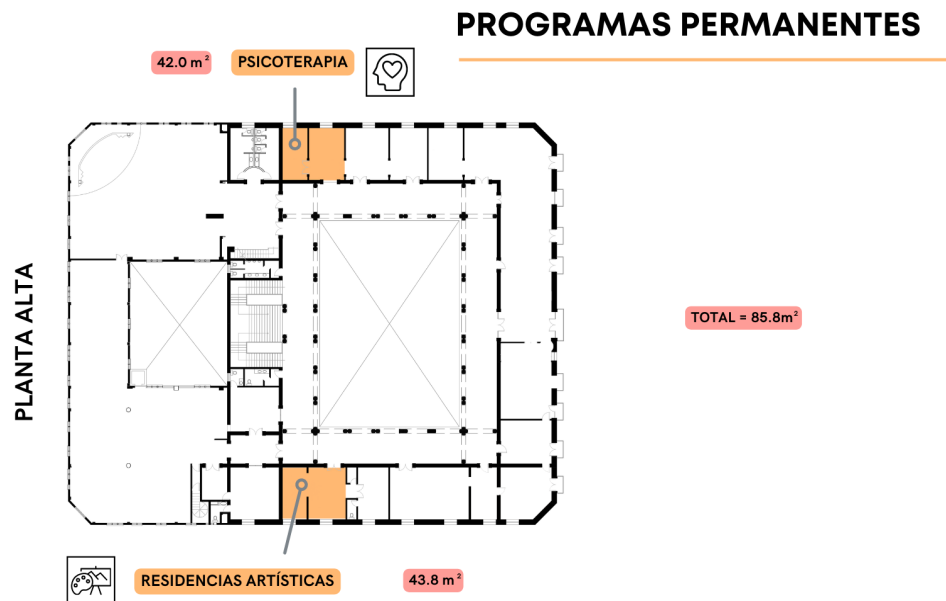 PROGRAMAS PERMANENTES
42.0 m²
PSICOTERAPIA
PLANTA ALTA
TOTAL = 85.8m²
RESIDENCIAS ARTÍSTICAS
43.8 m²